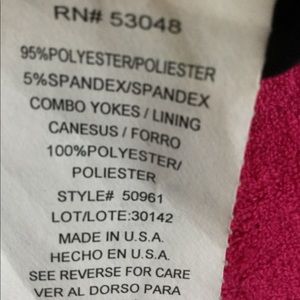 RN# 53048
95%POLYESTER/POLIESTER
5%SPANDEX/SPANDEX
COMBO YOKES / LINING
CANESUS / FORRO
100%POLYESTER/
POLIESTER
STYLE# 50961
LOT/LOTE:30142
MADE IN U.S.A.
HECHO EN U.S.A.
SEE REVERSE FOR CARE
VER AL DORSO PARA